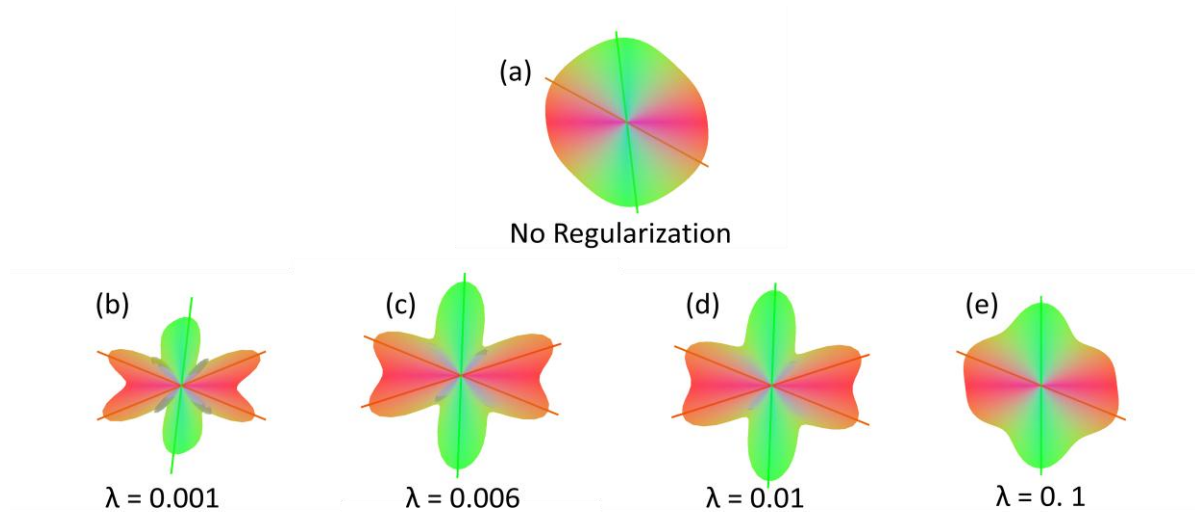 (a)
No Regularization
(b)
(c)
(d)
(e)
λ = 0.001
λ = 0.006
λ = 0.01
λ = 0. 1